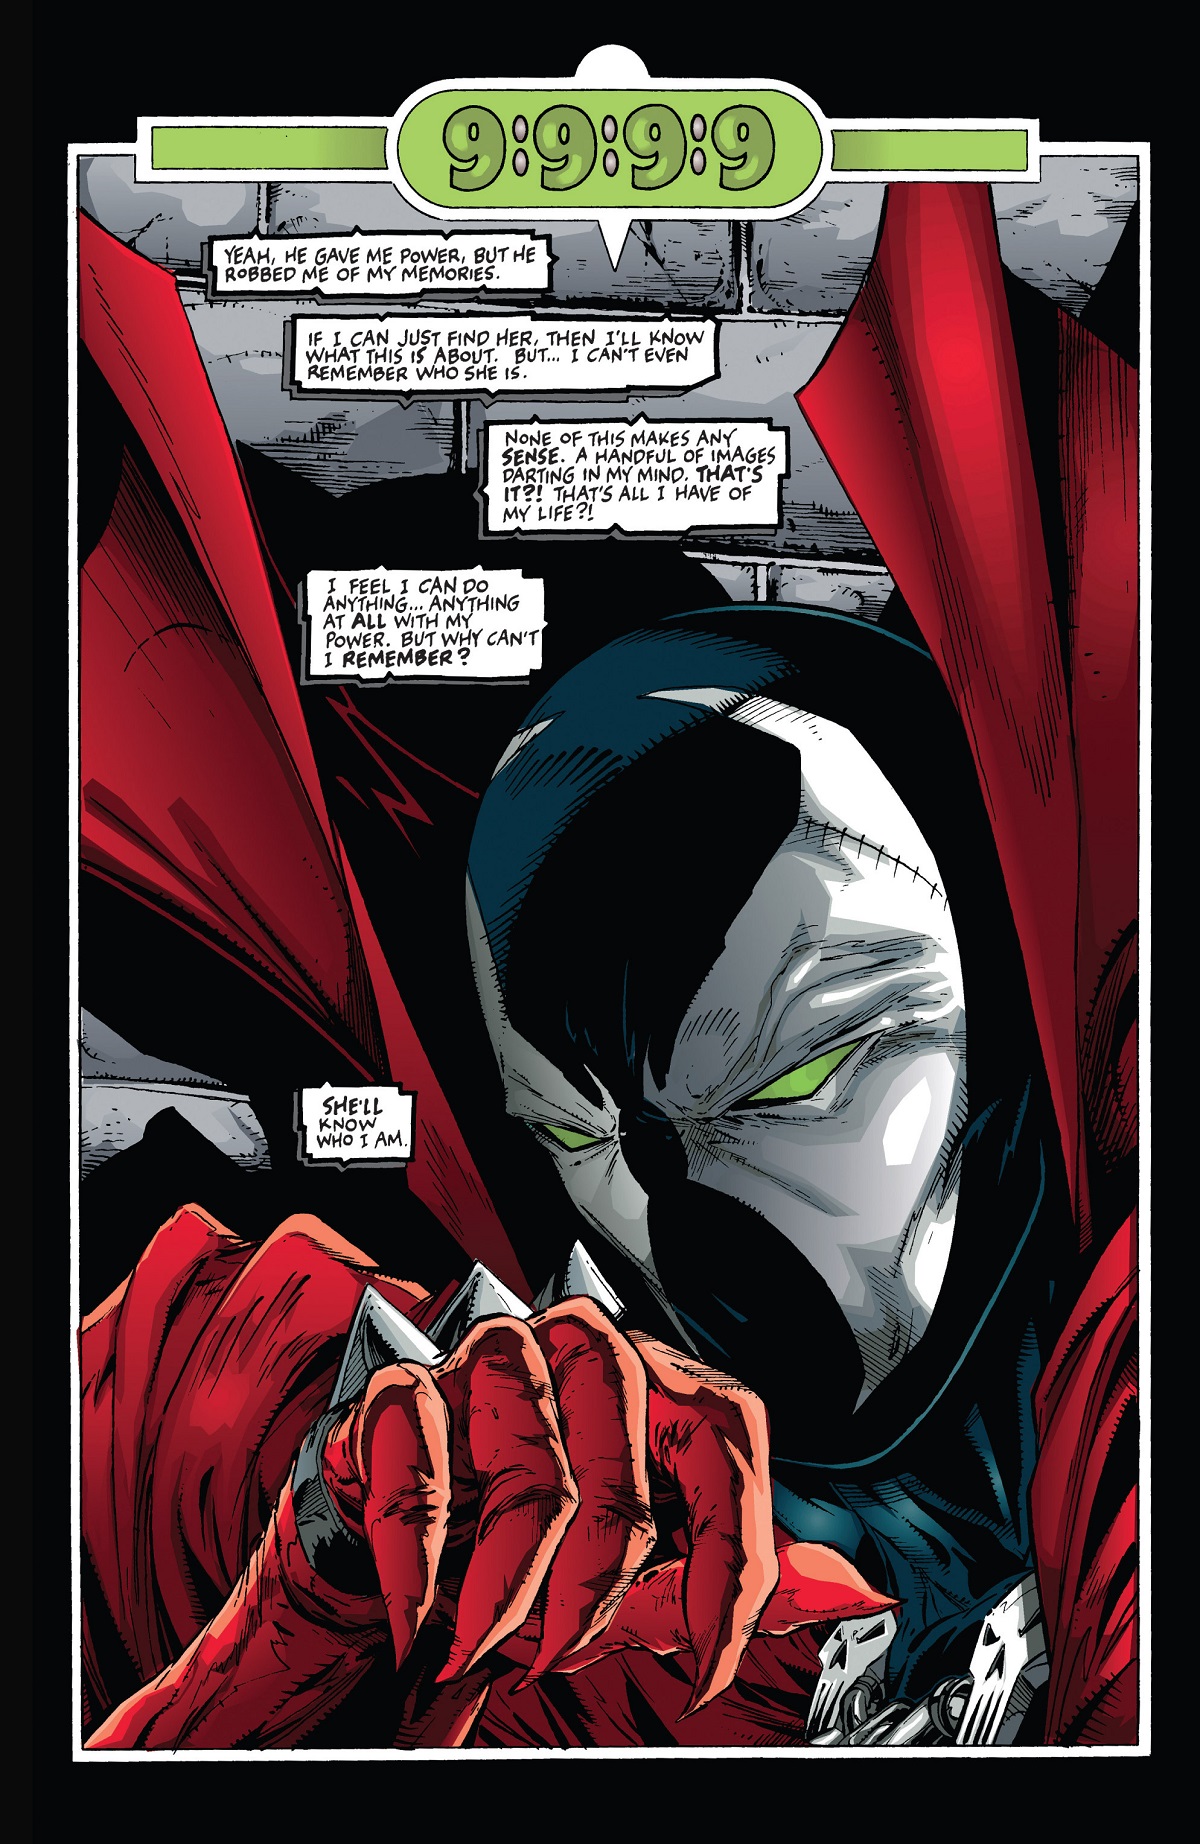 9:9:9:9
YEAH, HE GAVE ME POWER, BUT HE
ROBBED ME OF MY MEMORIES.
IF I CAN JUST FIND HER, THEN I'LL KNOW
WHAT THIS IS ABOUT. BUT... I CAN'T EVEN
REMEMBER WHO SHE IS.
NONE OF THIS MAKES ANY
SENSE. A HANDFUL OF IMAGES
DARTING IN MY MIND. THAT'S
IT?! THAT'S ALL I HAVE OF
MY LIFE?!
I FEEL I CAN DO
ANYTHING... ANYTHING
AT ALL WITH MY
POWER. BUT WHY CAN'T
I REMEMBER?
SHE'LL
KNOW
WHO I AM.